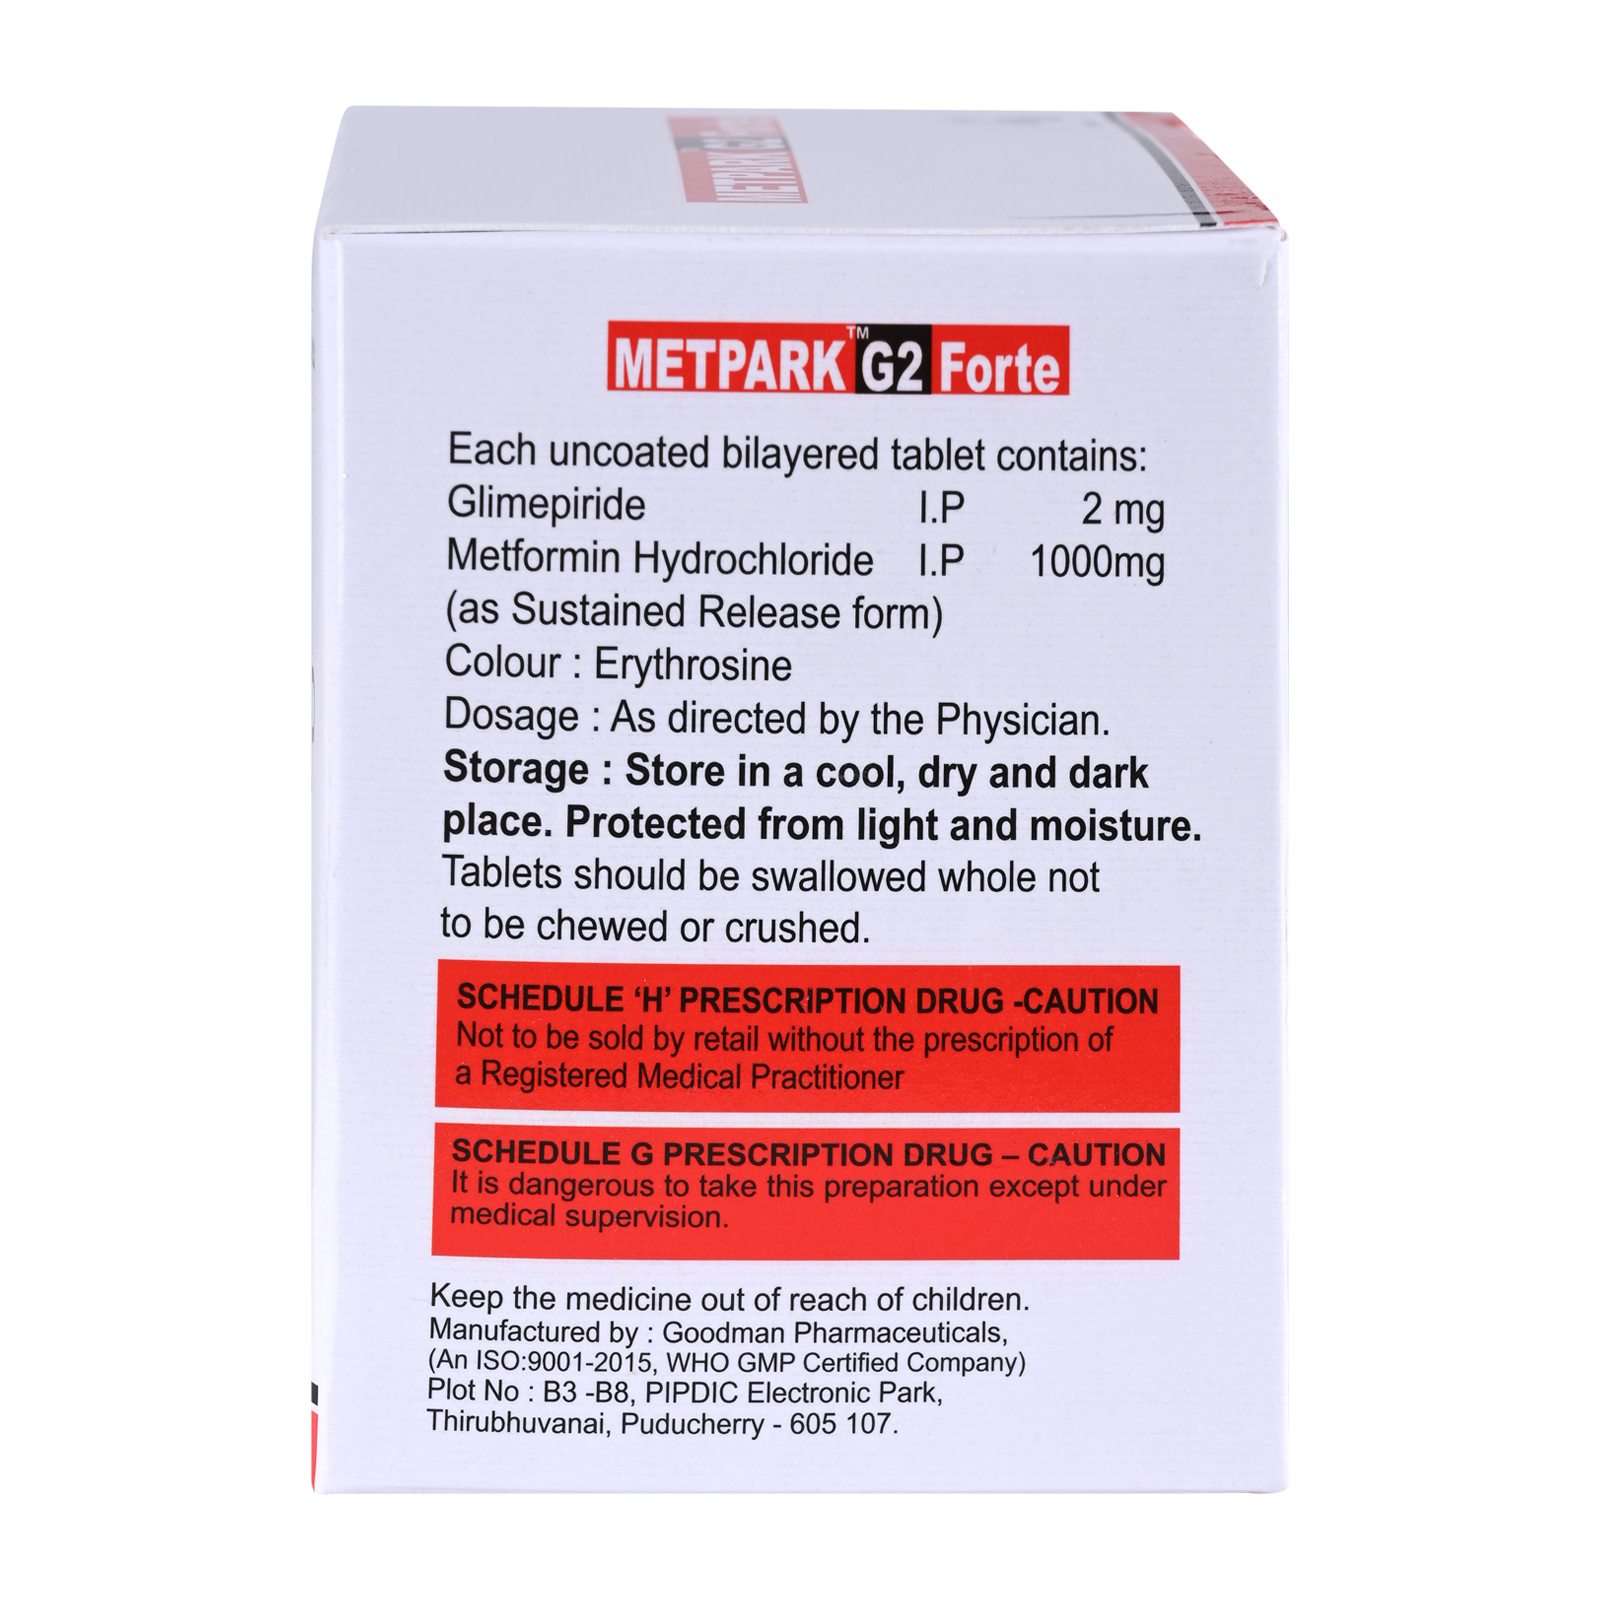 METPARK
METPARK™ G2 Forte
Each uncoated bilayered tablet contains:
Glimepiride I.P 2 mg
Metformin Hydrochloride I.P 1000mg
(as Sustained Release form)
Colour : Erythrosine
Dosage : As directed by the Physician.
Storage : Store in a cool, dry and dark
place. Protected from light and moisture.
Tablets should be swallowed whole not
to be chewed or crushed.
SCHEDULE ‘H’ PRESCRIPTION DRUG -CAUTION
Not to be sold by retail without the prescription of
a Registered Medical Practitioner
SCHEDULE G PRESCRIPTION DRUG – CAUTION
It is dangerous to take this preparation except under
medical supervision.
Keep the medicine out of reach of children.
Manufactured by : Goodman Pharmaceuticals,
(An ISO:9001-2015, WHO GMP Certified Company)
Plot No : B3 -B8, PIPDIC Electronic Park,
Thirubhuvanai, Puducherry - 605 107.